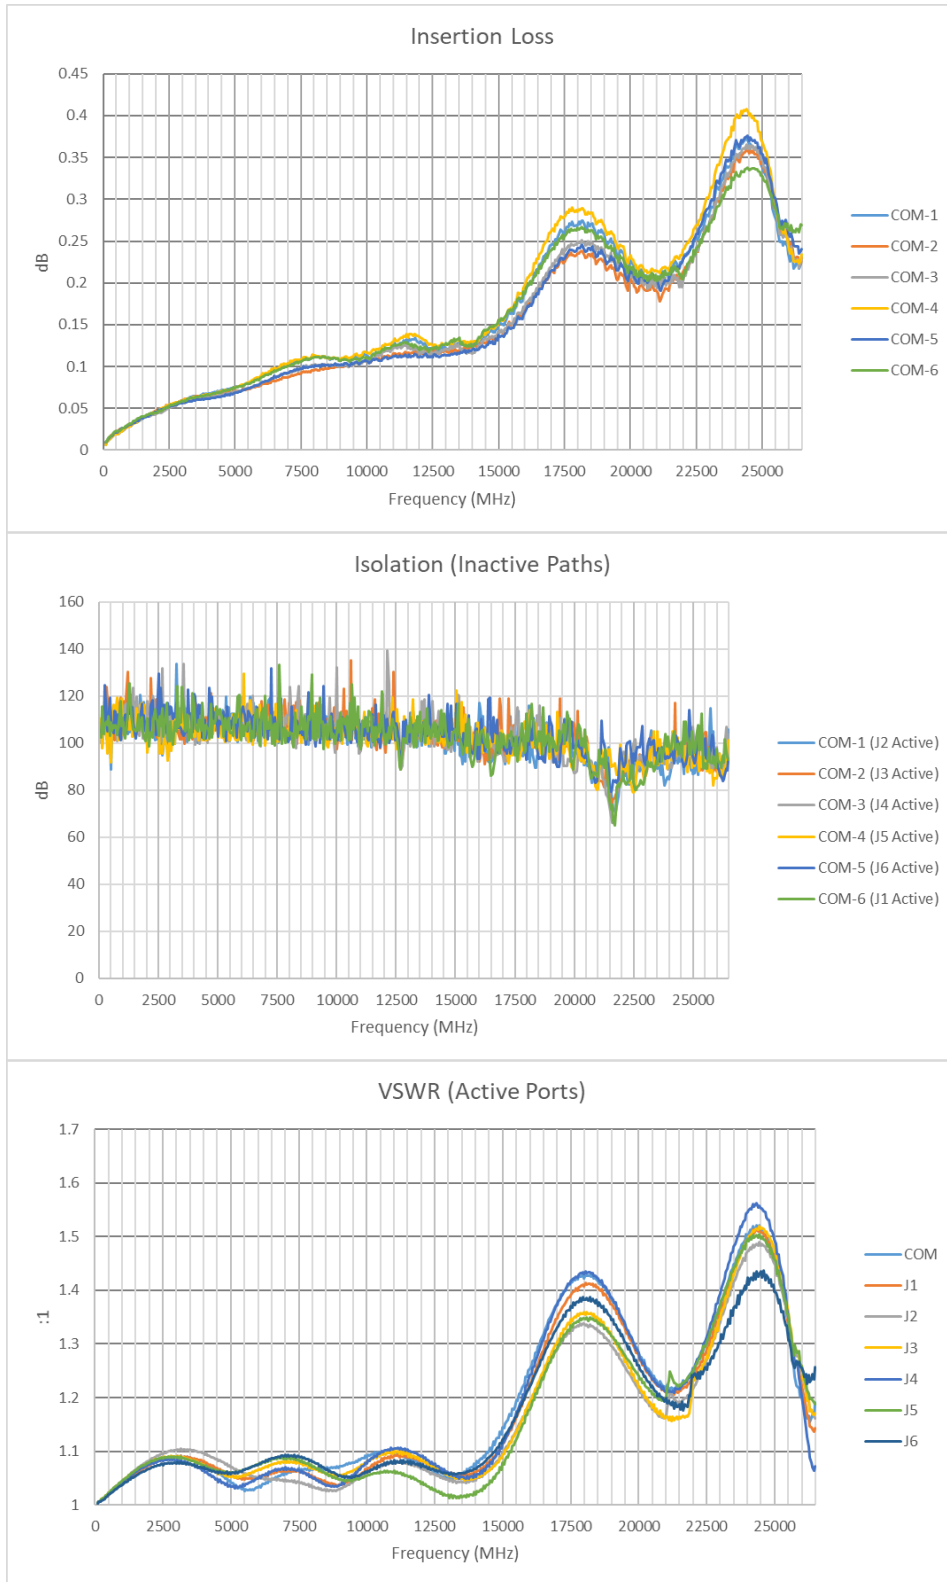 Insertion Loss
0.45
0.4
0.35
0.3
0.25
0.2
0.15
0.1
0.05
0
dB
0 2500 5000 7500 10000 12500 15000 17500 20000 22500 25000
Frequency (MHz)
COM-1
COM-2
COM-3
COM-4
COM-5
COM-6
Isolation (Inactive Paths)
160
140
120
100
80
60
40
20
0
dB
0 2500 5000 7500 10000 12500 15000 17500 20000 22500 25000
Frequency (MHz)
COM-1 (J2 Active)
COM-2 (J3 Active)
COM-3 (J4 Active)
COM-4 (J5 Active)
COM-5 (J6 Active)
COM-6 (J1 Active)
VSWR (Active Ports)
1.7
1.6
1.5
1.4
1.3
1.2
1.1
1
:1
0 2500 5000 7500 10000 12500 15000 17500 20000 22500 25000
Frequency (MHz)
COM
J1
J2
J3
J4
J5
J6